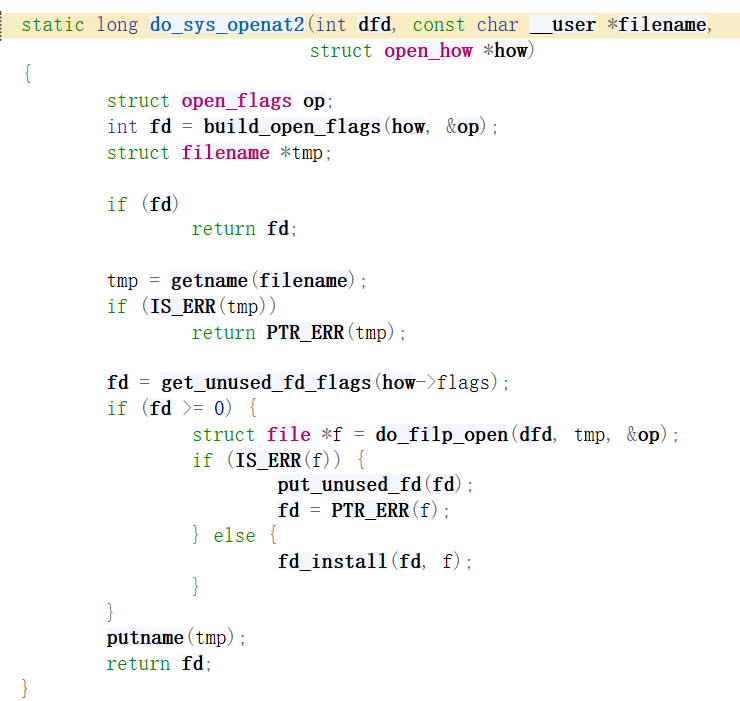 static long do_sys_openat2(int dfd, const char __user *filename,
                           struct open_how *how)
{
        struct open_flags op;
        int fd = build_open_flags(how, &op);
        struct filename *tmp;

        if (fd)
                return fd;

        tmp = getname(filename);
        if (IS_ERR(tmp))
                return PTR_ERR(tmp);

        fd = get_unused_fd_flags(how->flags);
        if (fd >= 0) {
                struct file *f = do_filp_open(dfd, tmp, &op);
                if (IS_ERR(f)) {
                        put_unused_fd(fd);
                        fd = PTR_ERR(f);
                } else {
                        fd_install(fd, f);
                }
        }
        putname(tmp);
        return fd;
}